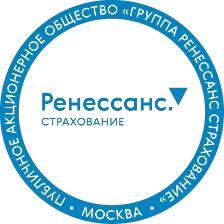 ПУБЛИЧНОЕ АКЦИОНЕРНОЕ ОБЩЕСТВО «ГРУППА РЕНЕССАНС СТРАХОВАНИЕ»
• МОСКВА •
Ренессанс.
СТРАХОВАНИЕ